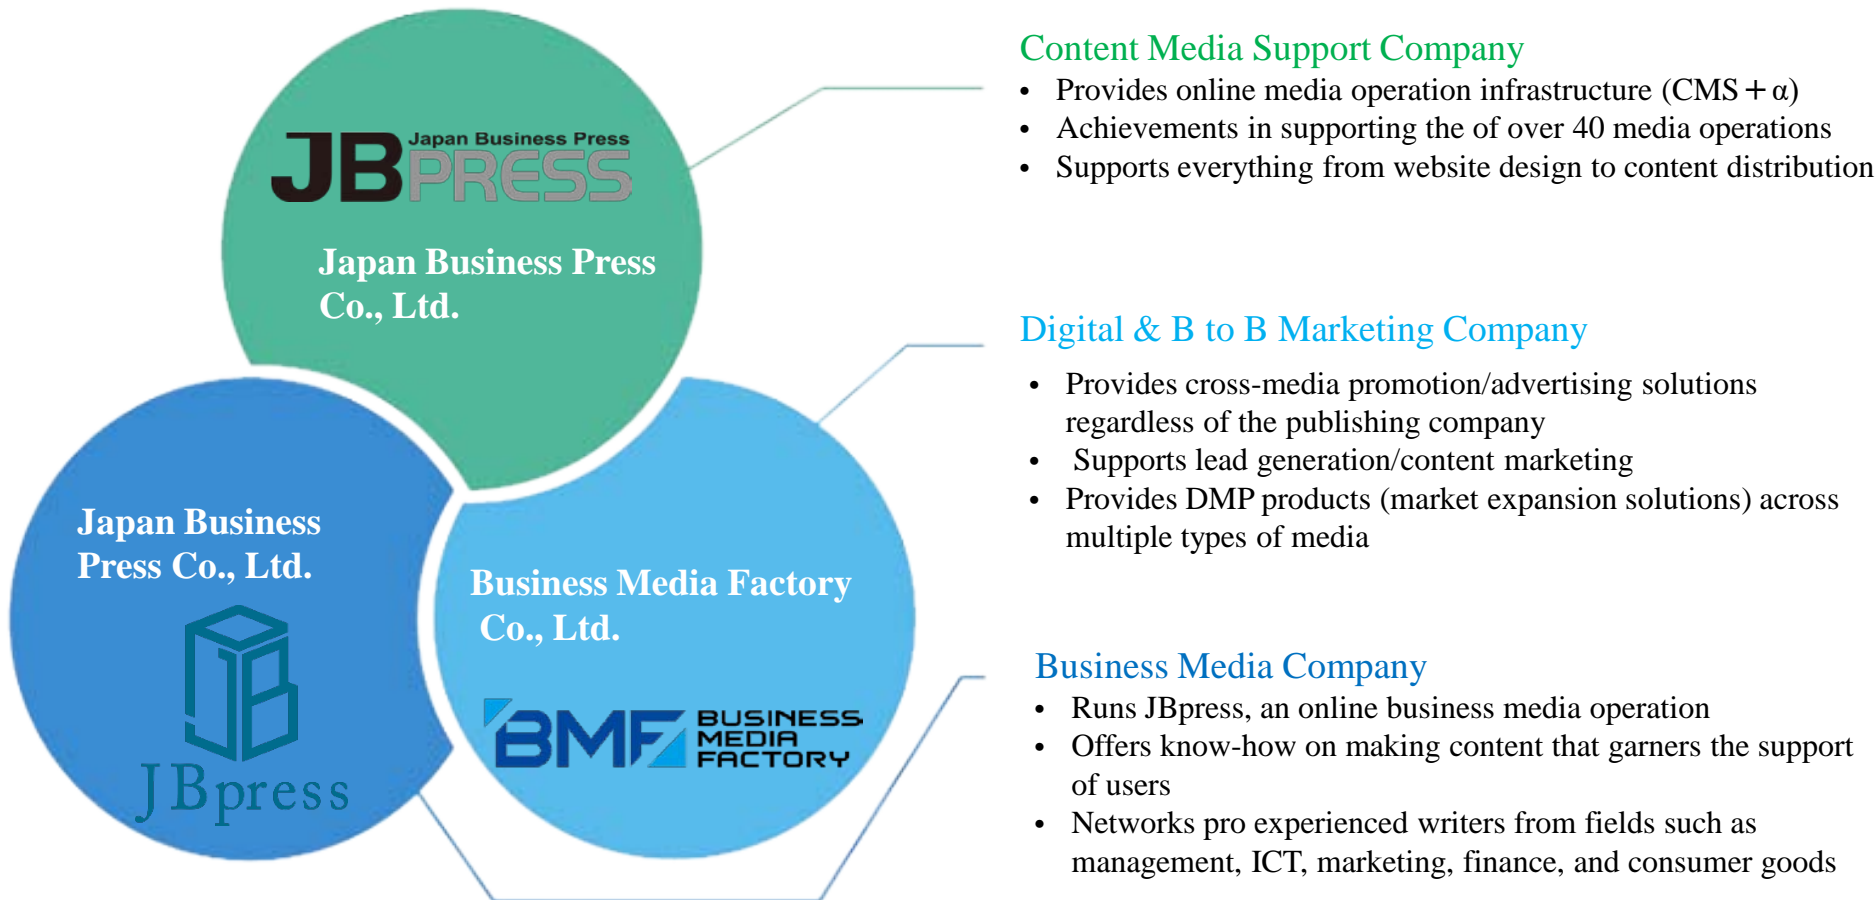 JBPRESS Japan Business Press
Japan Business Press
Co., Ltd.
Japan Business
Press Co., Ltd.
JB
JBpress
Business Media Factory
Co., Ltd.
BMF BUSINESS
MEDIA
FACTORY
Content Media Support Company
• Provides online media operation infrastructure (CMS＋α)
• Achievements in supporting the of over 40 media operations
• Supports everything from website design to content distribution
Digital & B to B Marketing Company
• Provides cross-media promotion/advertising solutions
regardless of the publishing company
• Supports lead generation/content marketing
• Provides DMP products (market expansion solutions) across
multiple types of media
Business Media Company
• Runs JBpress, an online business media operation
• Offers know-how on making content that garners the support
of users
• Networks pro experienced writers from fields such as
management, ICT, marketing, finance, and consumer goods